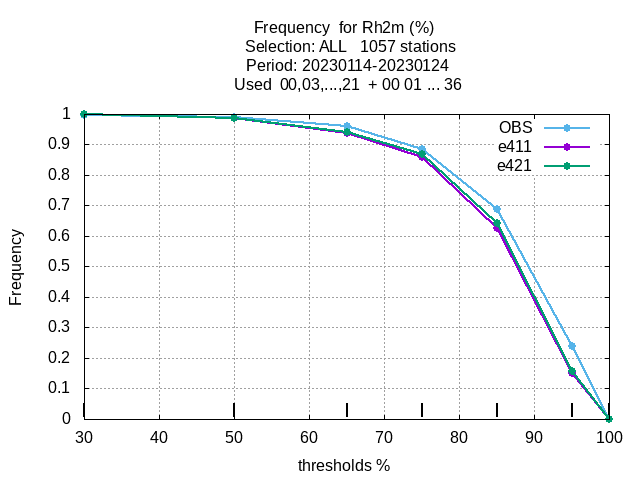 Frequency  for Rh2m (%)
Selection: ALL   1057 stations
Period: 20230114-20230124
Used  00,03,...,21  + 00 01 ... 36
OBS
e411
e421
1
0.9
0.8
0.7
0.6
0.5
0.4
0.3
0.2
0.1
0
Frequency
30 40 50 60 70 80 90 100
thresholds %